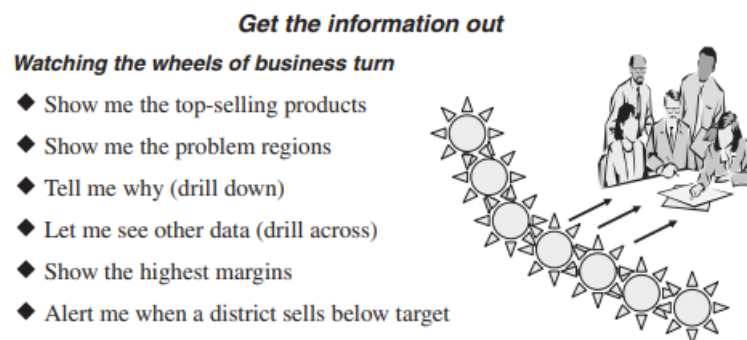 Get the information out
Watching the wheels of business turn
◆ Show me the top-selling products
◆ Show me the problem regions
◆ Tell me why (drill down)
◆ Let me see other data (drill across)
◆ Show the highest margins
◆ Alert me when a district sells below target